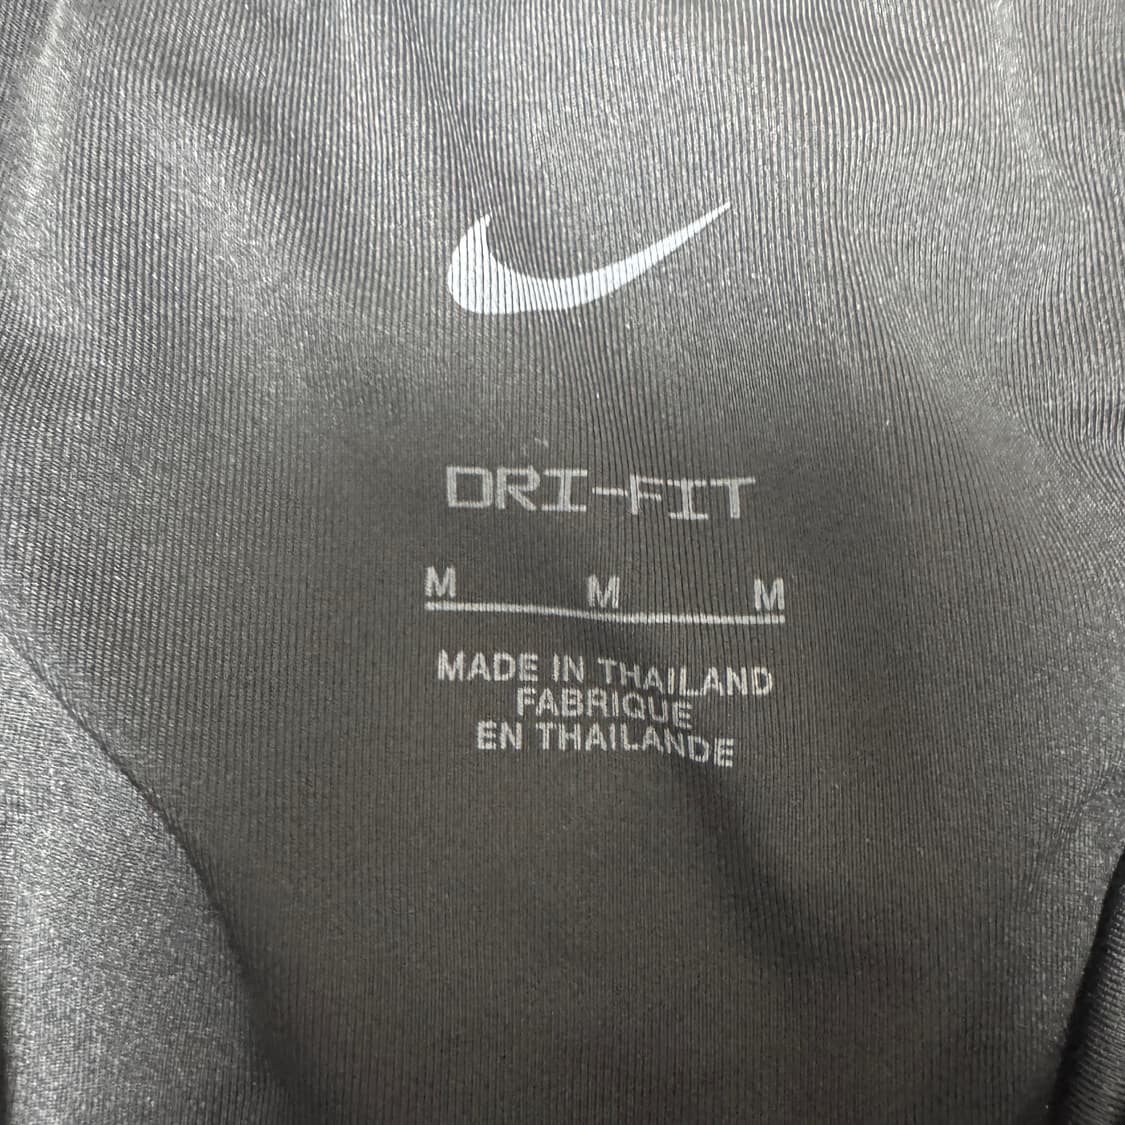 DRI-FIT
M M M
MADE IN THAILAND
FABRIQUE
EN THAILANDE